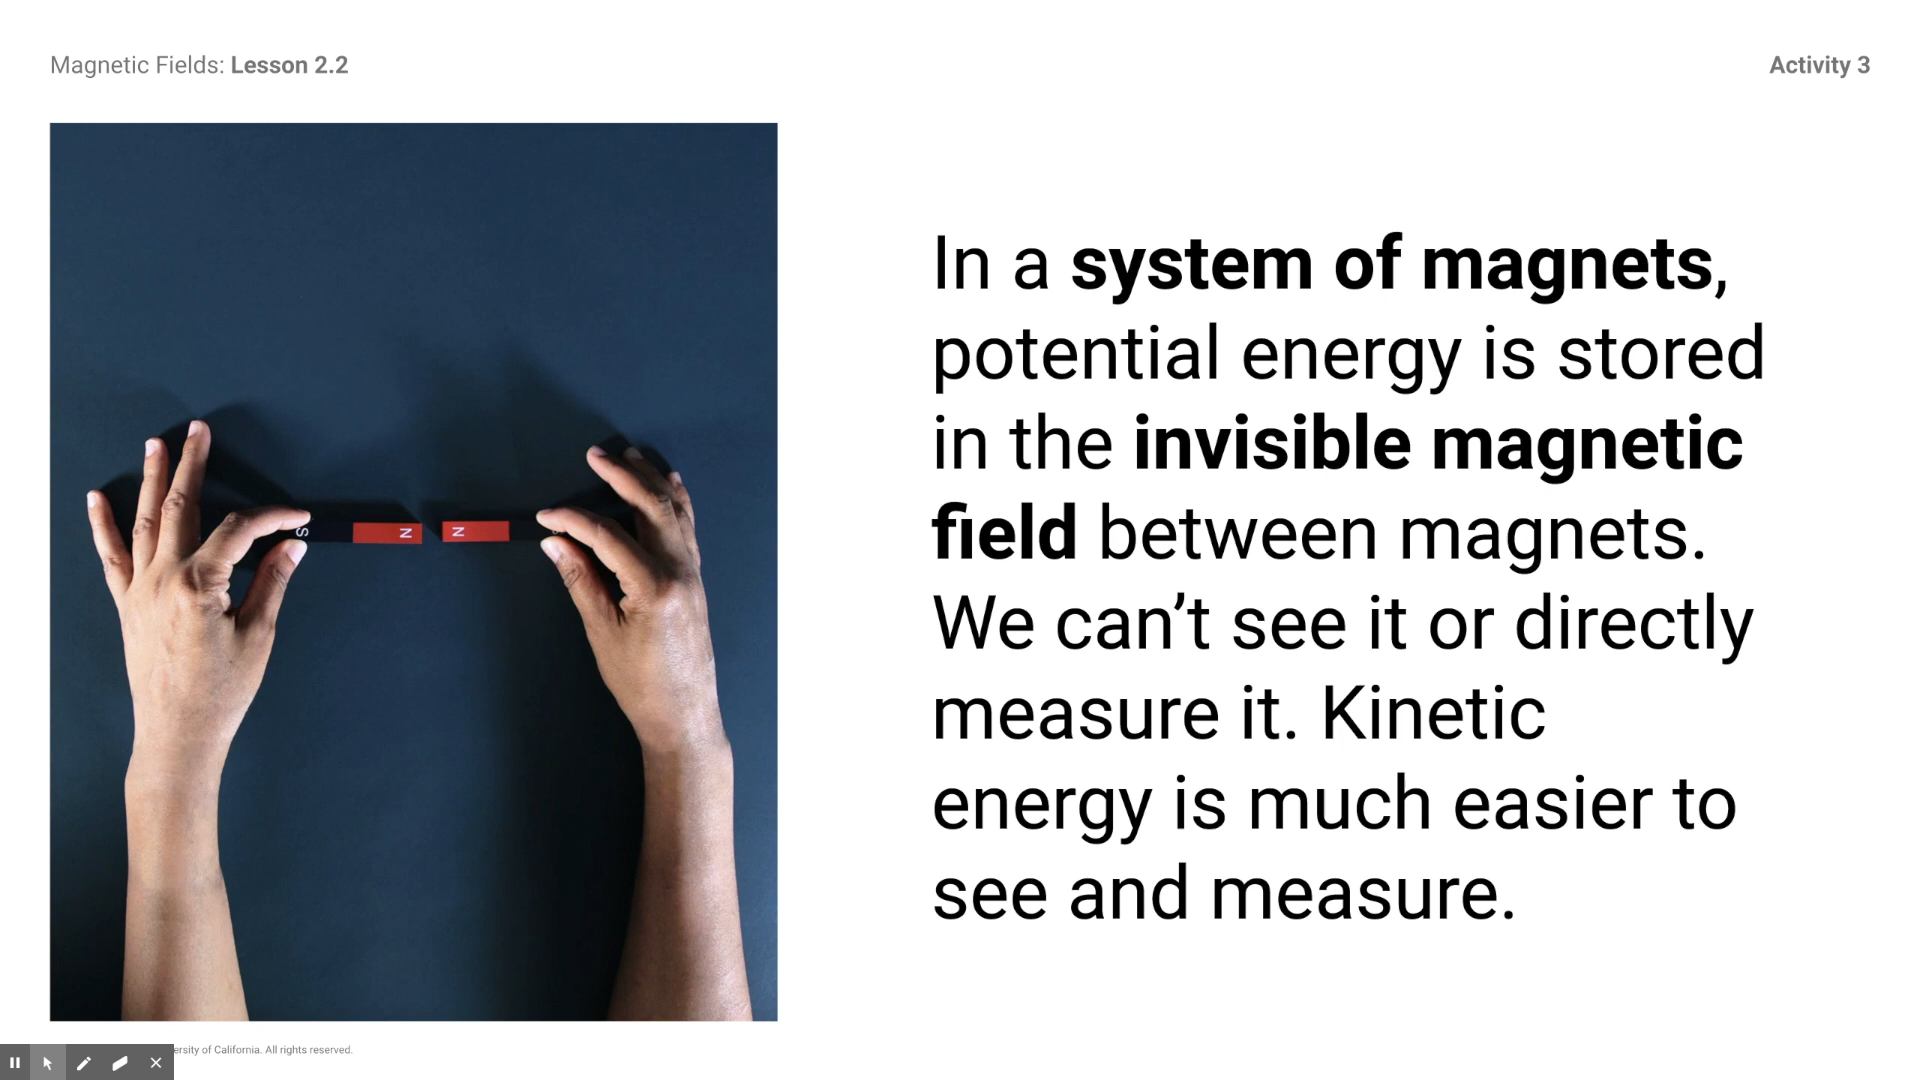 Magnetic Fields: Lesson 2.2
Activity 3
S
N
N
In a system of magnets,
potential energy is stored
in the invisible magnetic
field between magnets.
We can’t see it or directly
measure it. Kinetic
energy is much easier to
see and measure.
of California. All rights reserved.